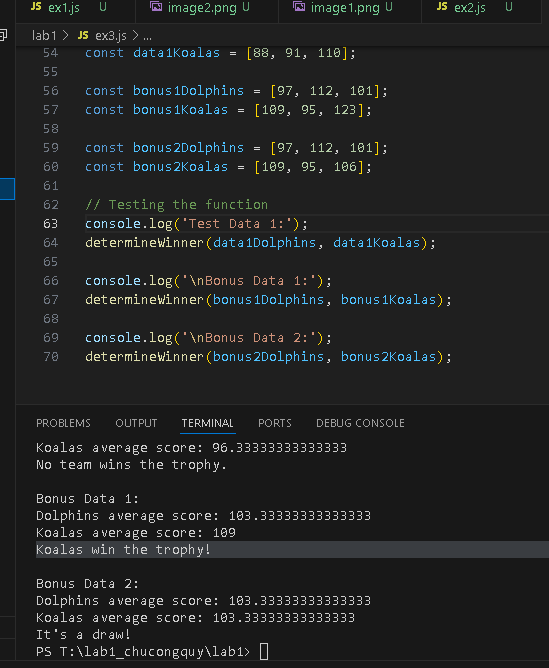 JS ex1.js U image2.png U image1.png U JS ex2.js U
lab1 > JS ex3.js > ...
54 const data1Koalas = [88, 91, 110];
55
56 const bonus1Dolphins = [97, 112, 101];
57 const bonus1Koalas = [109, 95, 123];
58
59 const bonus2Dolphins = [97, 112, 101];
60 const bonus2Koalas = [109, 95, 106];
61
62 // Testing the function
63 console.log('Test Data 1:');
64 determineWinner(data1Dolphins, data1Koalas);
65
66 console.log('\nBonus Data 1:');
67 determineWinner(bonus1Dolphins, bonus1Koalas);
68
69 console.log('\nBonus Data 2:');
70 determineWinner(bonus2Dolphins, bonus2Koalas);
PROBLEMS OUTPUT TERMINAL PORTS DEBUG CONSOLE
Koalas average score: 96.33333333333333
No team wins the trophy.
Bonus Data 1:
Dolphins average score: 103.33333333333333
Koalas average score: 109
Koalas win the trophy!
Bonus Data 2:
Dolphins average score: 103.33333333333333
Koalas average score: 103.33333333333333
It's a draw!
PS T:\lab1_chucongquy\lab1>